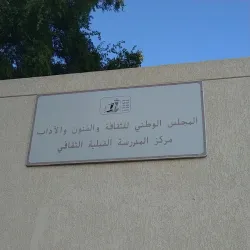 المجلس الوطني للثقافة والفنون والآداب
مركز المدرسة القبلية الثقافي